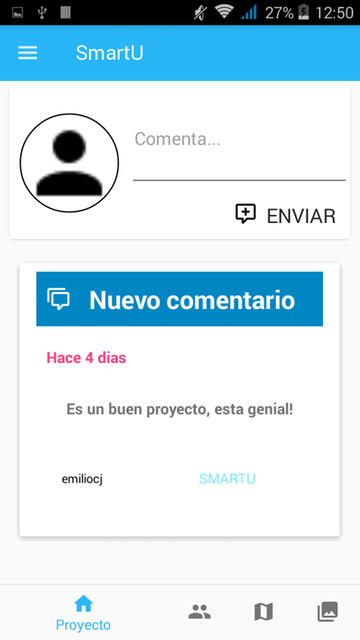 27% 12:50
SmartU
Comenta...
ENVIAR
Nuevo comentario
Hace 4 dias
Es un buen proyecto, esta genial!
emiliocj SMARTU
Proyecto